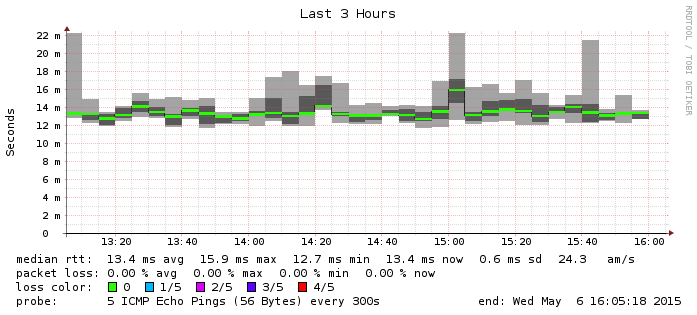 Last 3 Hours
RRDTOOL / TOBI OETIKER
Seconds
22 m
20 m
18 m
16 m
14 m
12 m
10 m
8 m
6 m
4 m
2 m
0
13:20 13:40 14:00 14:20 14:40 15:00 15:20 15:40 16:00
median rtt: 13.4 ms avg 15.9 ms max 12.7 ms min 13.4 ms now 0.6 ms sd 24.3 am/s
packet loss: 0.00 % avg 0.00 % max 0.00 % min 0.00 % now
loss color: 0 1/5 2/5 3/5 4/5
probe: 5 ICMP Echo Pings (56 Bytes) every 300s end: Wed May 6 16:05:18 2015